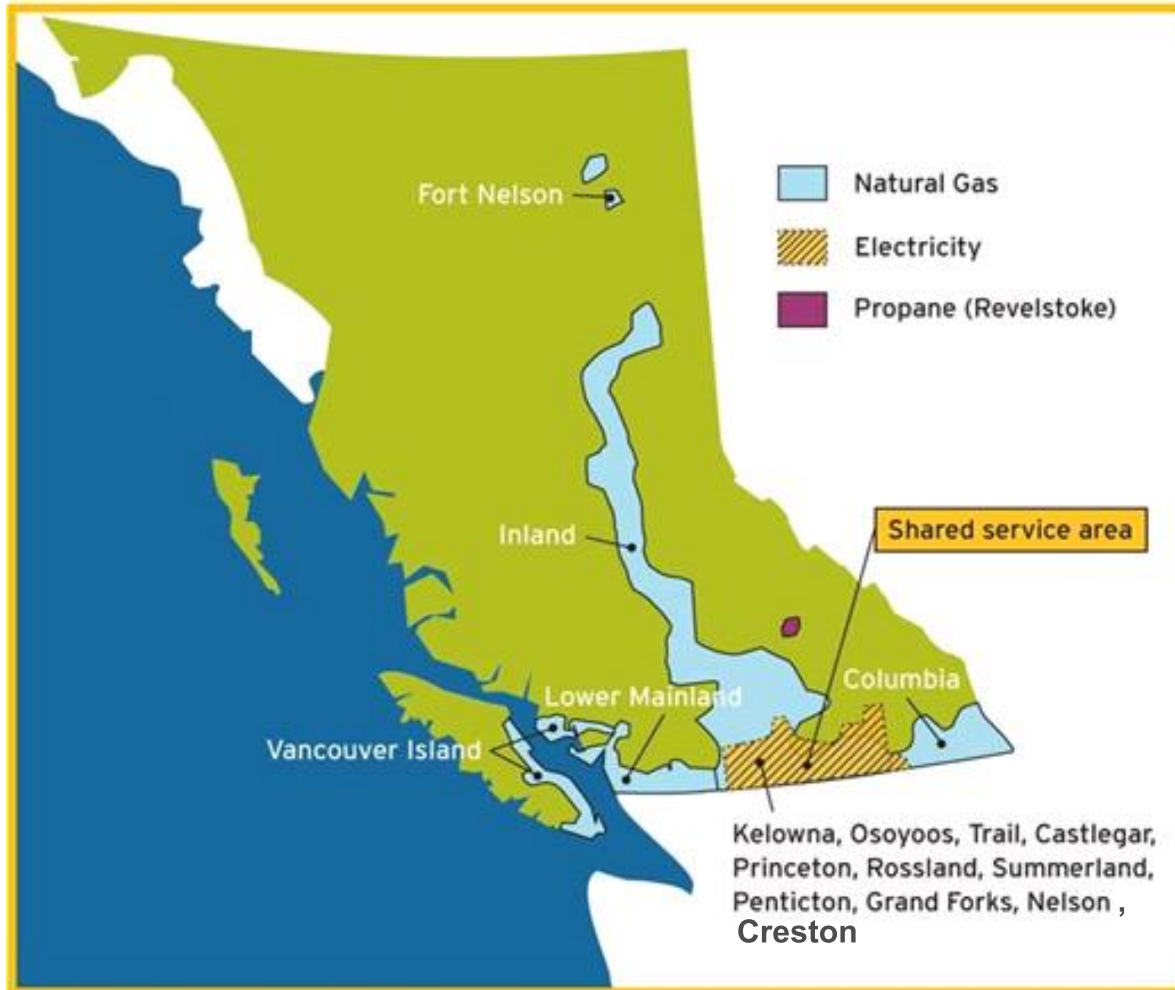 Fort Nelson
Natural Gas
Electricity
Propane (Revelstoke)
Inland
Shared service area
Lower Mainland
Columbia
Vancouver Island
Kelowna, Osoyoos, Trail, Castlegar,
Princeton, Rossland, Summerland,
Penticton, Grand Forks, Nelson ,
Creston